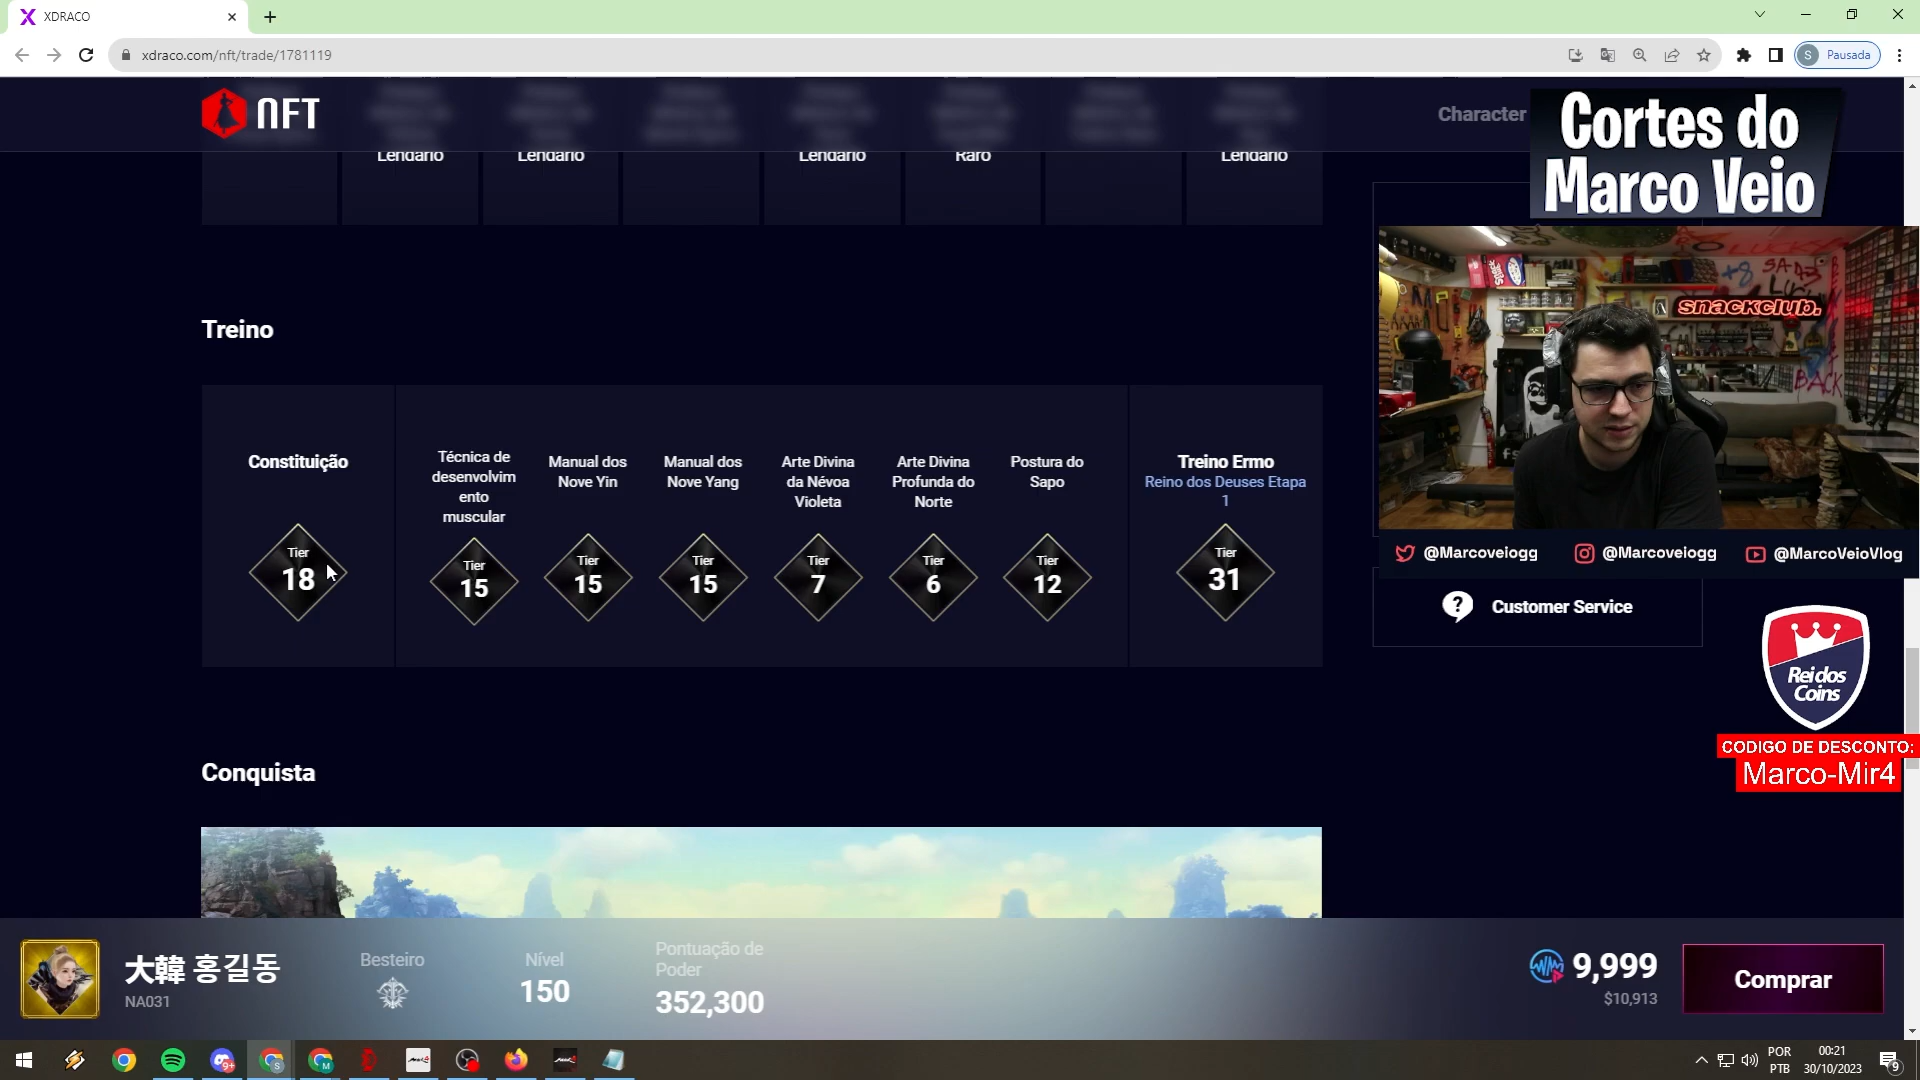 XDRACO
xdraco.com/nft/trade/1781119
S Pausada
NFT
Character
Cortes do
Marco Veio
Lendário
Lendário
Lendário
Raro
Lendário
+8
BACK
snackclub.
Treino
Constituição
Tier
18
Técnica de
desenvolvim
ento
muscular
Tier
15
Manual dos
Nove Yin
Tier
15
Manual dos
Nove Yang
Tier
15
Arte Divina
da Névoa
Violeta
Tier
7
Arte Divina
Profunda do
Norte
Tier
6
Postura do
Sapo
Tier
12
Treino Ermo
Reino dos Deuses Etapa
1
Tier
31
@Marcoveiogg
@Marcoveiogg
@MarcoVeioVlog
? Customer Service
Rei dos
Coins
CODIGO DE DESCONTO:
Marco-Mir4
Conquista
大韓 홍길동
NA031
Besteiro
Nível
150
Pontuação de
Poder
352,300
9,999
$10,913
Comprar
9+
S
M
POR
PTB
00:21
30/10/2023
9